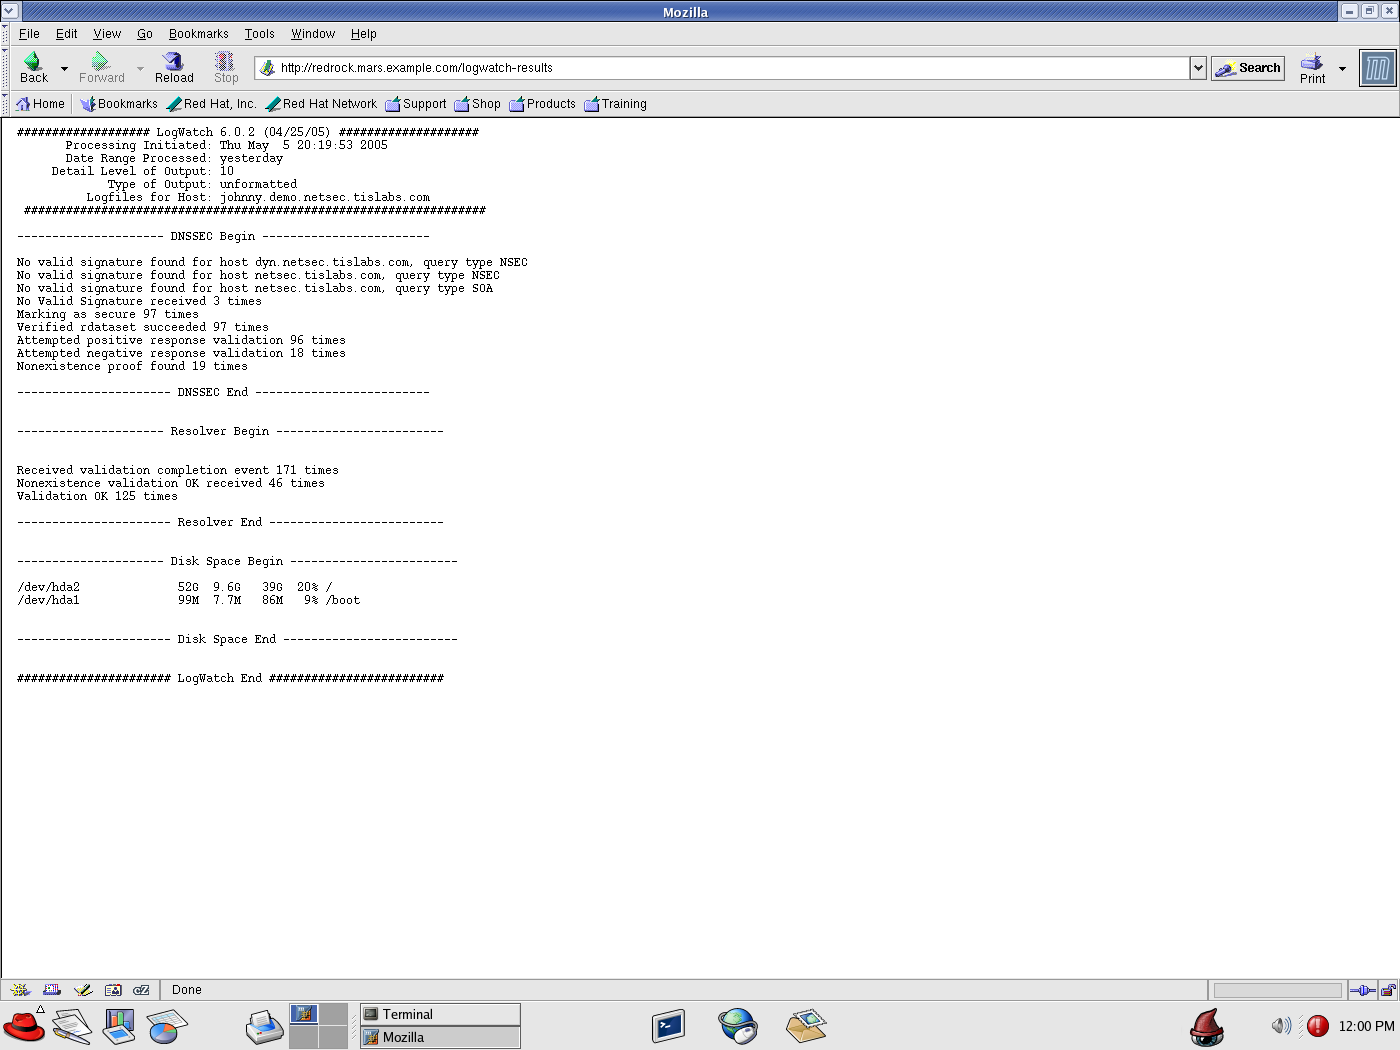 Mozilla
File Edit View Go Bookmarks Tools Window Help
Back Forward Reload Stop http://redrock.mars.example.com/logwatch-results Search Print
Home Bookmarks Red Hat, Inc. Red Hat Network Support Shop Products Training
################### LogWatch 6.0.2 (04/25/05) ####################
Processing Initiated: Thu May  5 20:19:53 2005
Date Range Processed: yesterday
Detail Level of Output: 10
Type of Output: unformatted
Logfiles for Host: johnny.demo.netsec.tislabs.com
##################################################################
--------------------- DNSSEC Begin ------------------------
No valid signature found for host dyn.netsec.tislabs.com, query type NSEC
No valid signature found for host netsec.tislabs.com, query type NSEC
No valid signature found for host netsec.tislabs.com, query type SOA
No Valid Signature received 3 times
Marking as secure 97 times
Verified rdataset succeeded 97 times
Attempted positive response validation 96 times
Attempted negative response validation 18 times
Nonexistence proof found 19 times
---------------------- DNSSEC End -------------------------
--------------------- Resolver Begin ------------------------
Received validation completion event 171 times
Nonexistence validation OK received 46 times
Validation OK 125 times
---------------------- Resolver End -------------------------
--------------------- Disk Space Begin ------------------------
/dev/hda2              52G  9.6G   39G  20% /
/dev/hda1              99M  7.7M   86M   9% /boot
---------------------- Disk Space End -------------------------
###################### LogWatch End #########################
Done
Terminal
Mozilla
12:00 PM